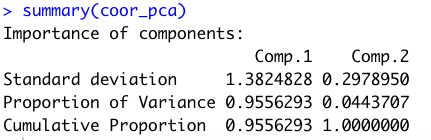 > summary(coor_pca)
Importance of components:
Comp.1 Comp.2
Standard deviation 1.3824828 0.2978950
Proportion of Variance 0.9556293 0.0443707
Cumulative Proportion 0.9556293 1.0000000